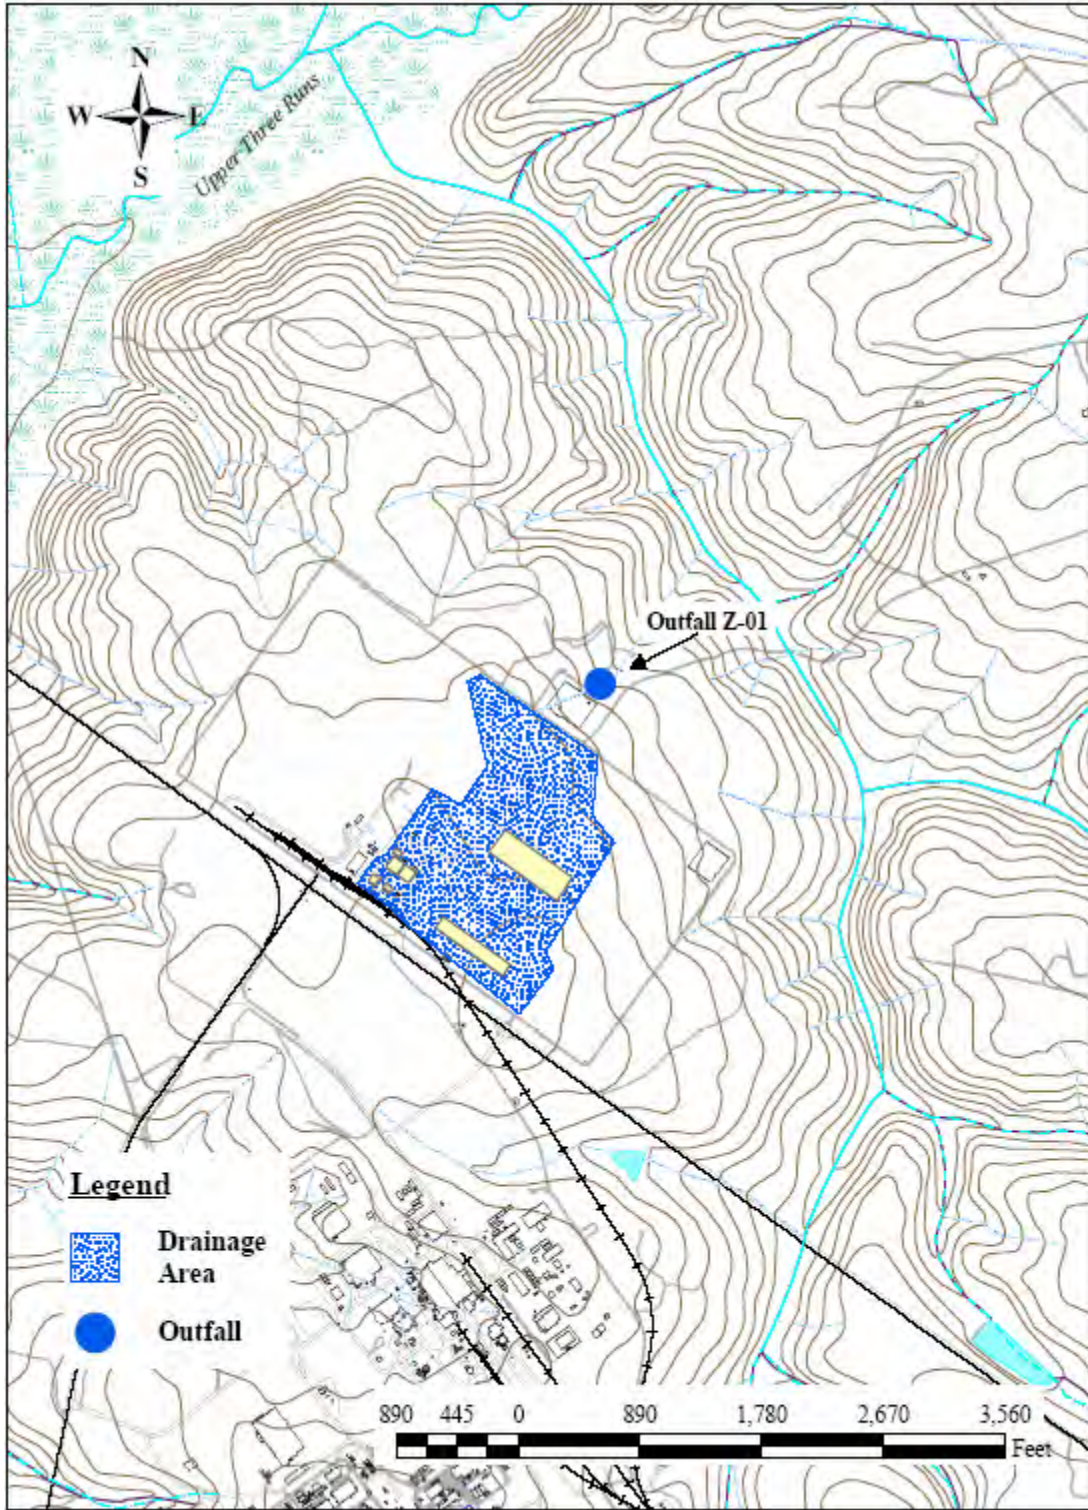 N
W E
S
Upper Three Runs
Outfall Z-01
Legend
Drainage
Area
Outfall
890 445 0 890 1,780 2,670 3,560
Feet